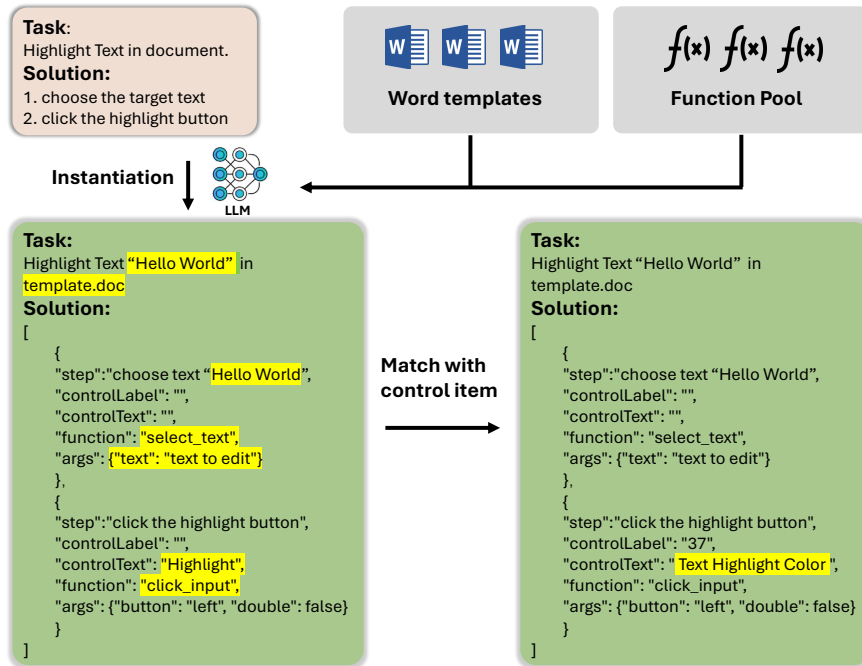 Task:
Highlight Text in document.
Solution:
1. choose the target text
2. click the highlight button
W W W
Word templates
f(x) f(x) f(x)
Function Pool
Instantiation
LLM
Task:
Highlight Text “Hello World” in
template.doc
Solution:
[
{
"step":"choose text “Hello World”,
"controlLabel": "",
"controlText": "",
"function": "select_text",
"args": {"text": "text to edit"}
},
{
"step":"click the highlight button",
"controlLabel": "",
"controlText": "Highlight",
"function": "click_input",
"args": {"button": "left", "double": false}
}
]
Match with
control item
Task:
Highlight Text “Hello World” in
template.doc
Solution:
[
{
"step":"choose text “Hello World”,
"controlLabel": "",
"controlText": "",
"function": "select_text",
"args": {"text": "text to edit"}
},
{
"step":"click the highlight button",
"controlLabel": "37",
"controlText": " Text Highlight Color ",
"function": "click_input",
"args": {"button": "left", "double": false}
}
]